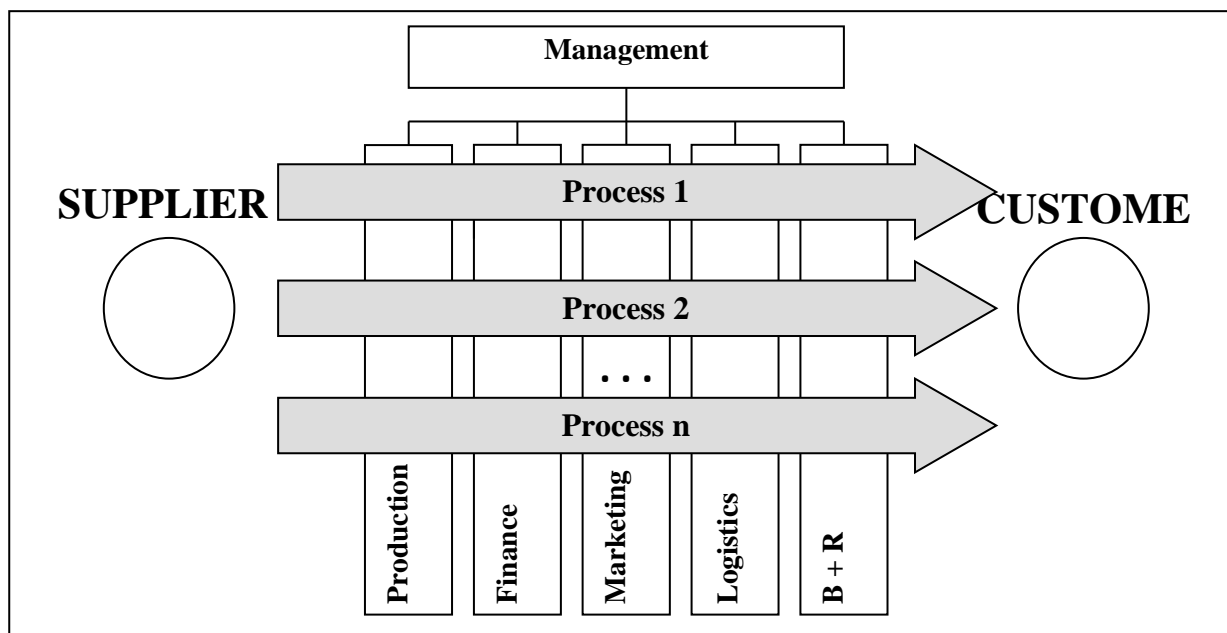 Management
Process 1
SUPPLIER
CUSTOME
Process 2
. . .
Process n
Production
Finance
Marketing
Logistics
B + R